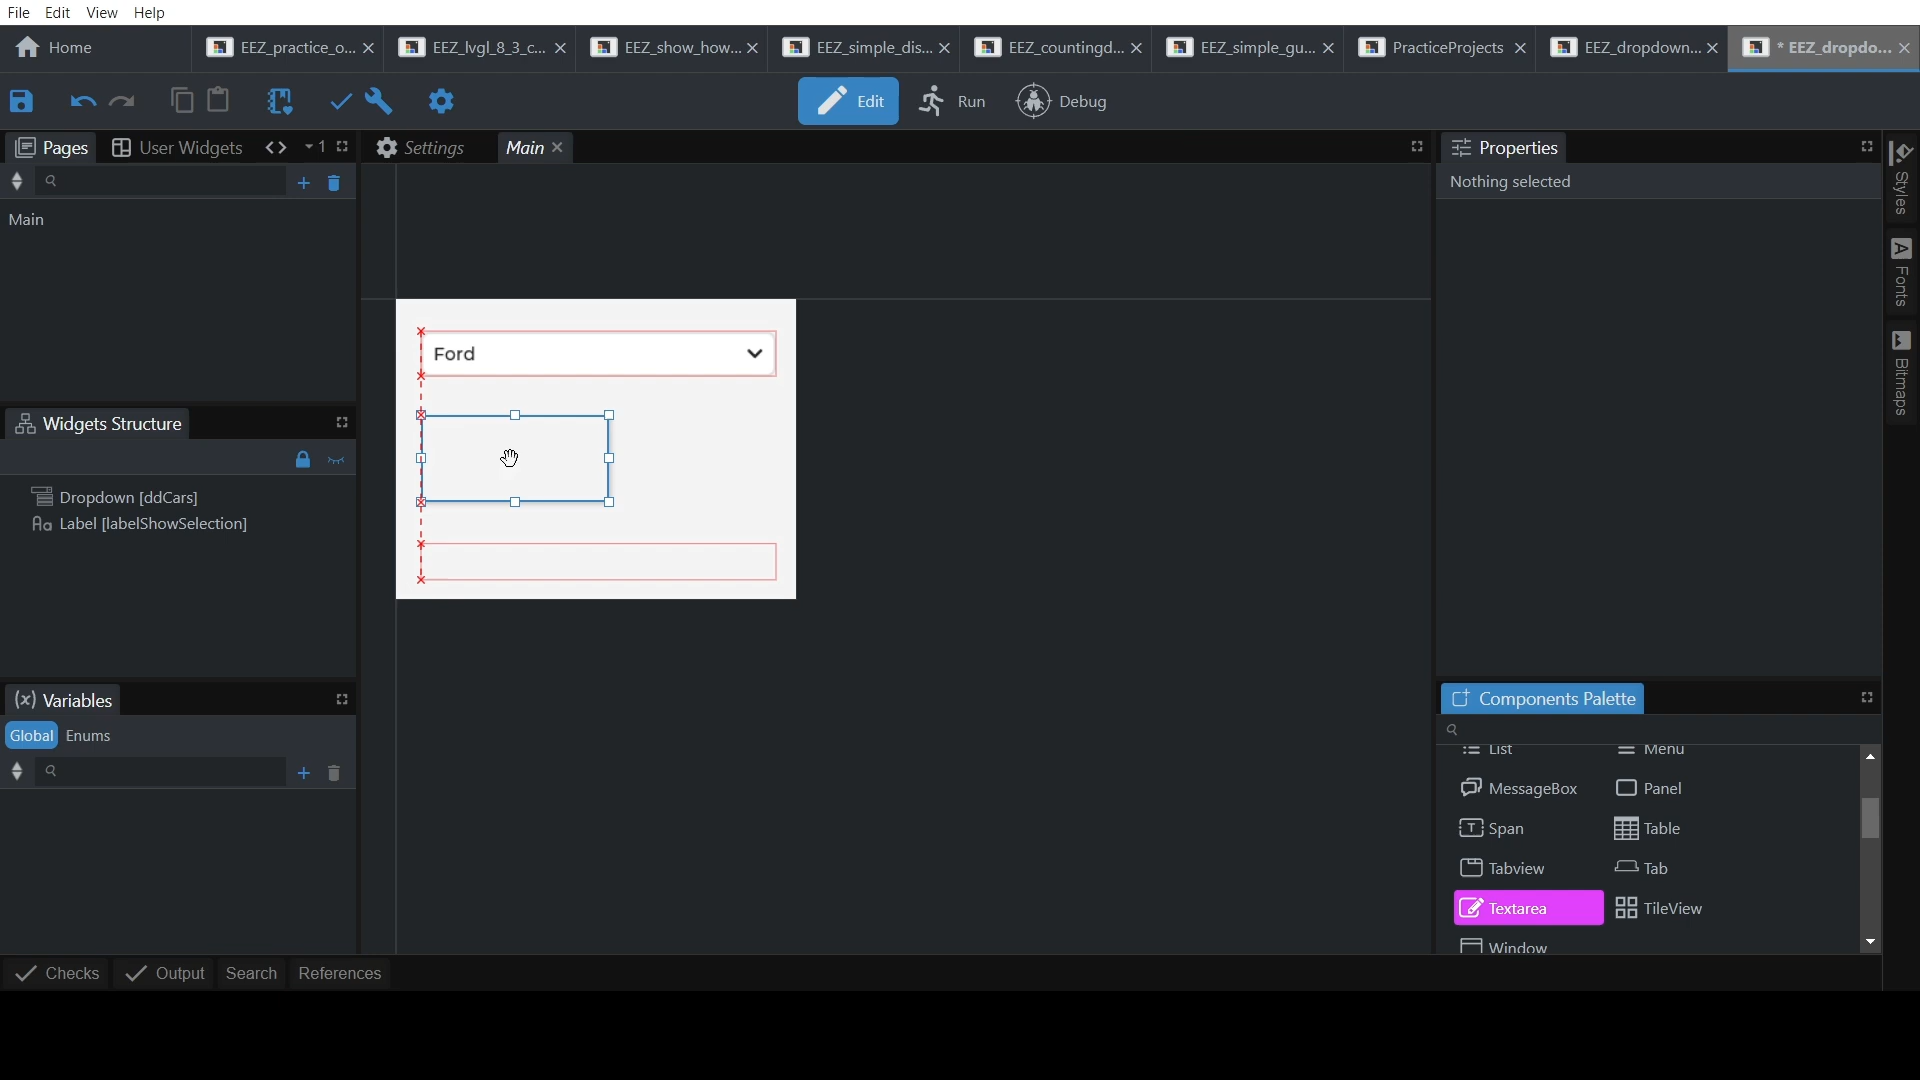 File Edit View Help
Home EEZ_practice_o... EEZ_lvgl_8_3_c... EEZ_show_how... EEZ_simple_dis... EEZ_countingd... EEZ_simple_gu... PracticeProjects EEZ_dropdown... * EEZ_dropdo...
Edit Run Debug
Pages User Widgets 1 Settings Main Properties
Nothing selected
Main
Styles
Fonts
Bitmaps
Ford
Widgets Structure
Dropdown [ddCars]
Label [labelShowSelection]
Variables
Global Enums
Components Palette
List Menu
MessageBox Panel
Span Table
Tabview Tab
Textarea TileView
Window
Checks Output Search References